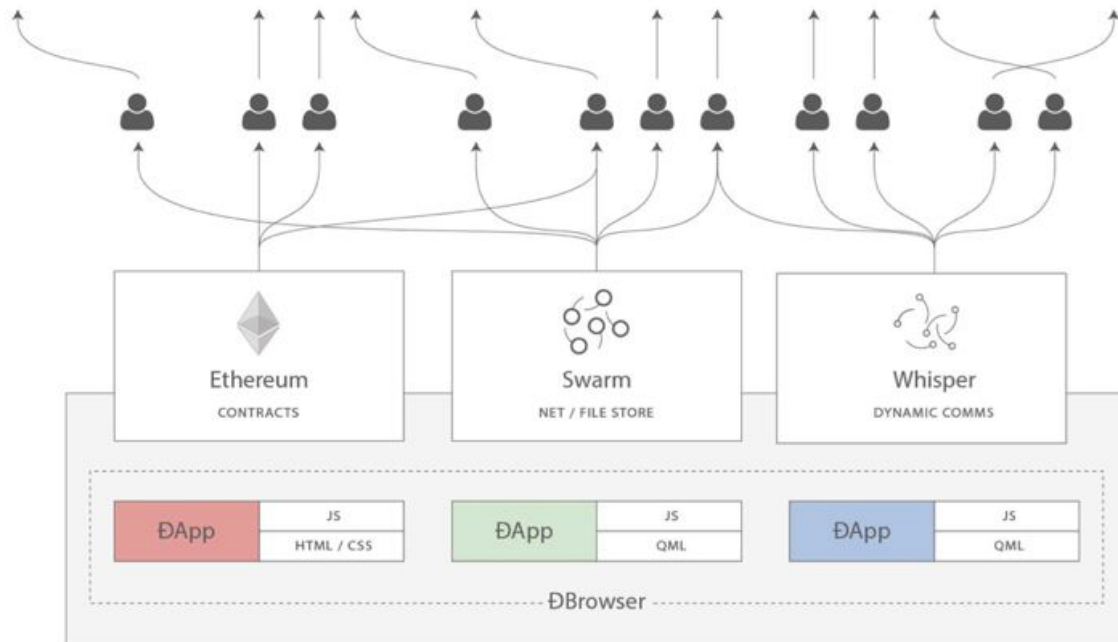 Ethereum
CONTRACTS
Swarm
NET / FILE STORE
Whisper
DYNAMIC COMMS
ÐApp
JS
HTML / CSS
ÐApp
JS
QML
ÐApp
JS
QML
ÐBrowser